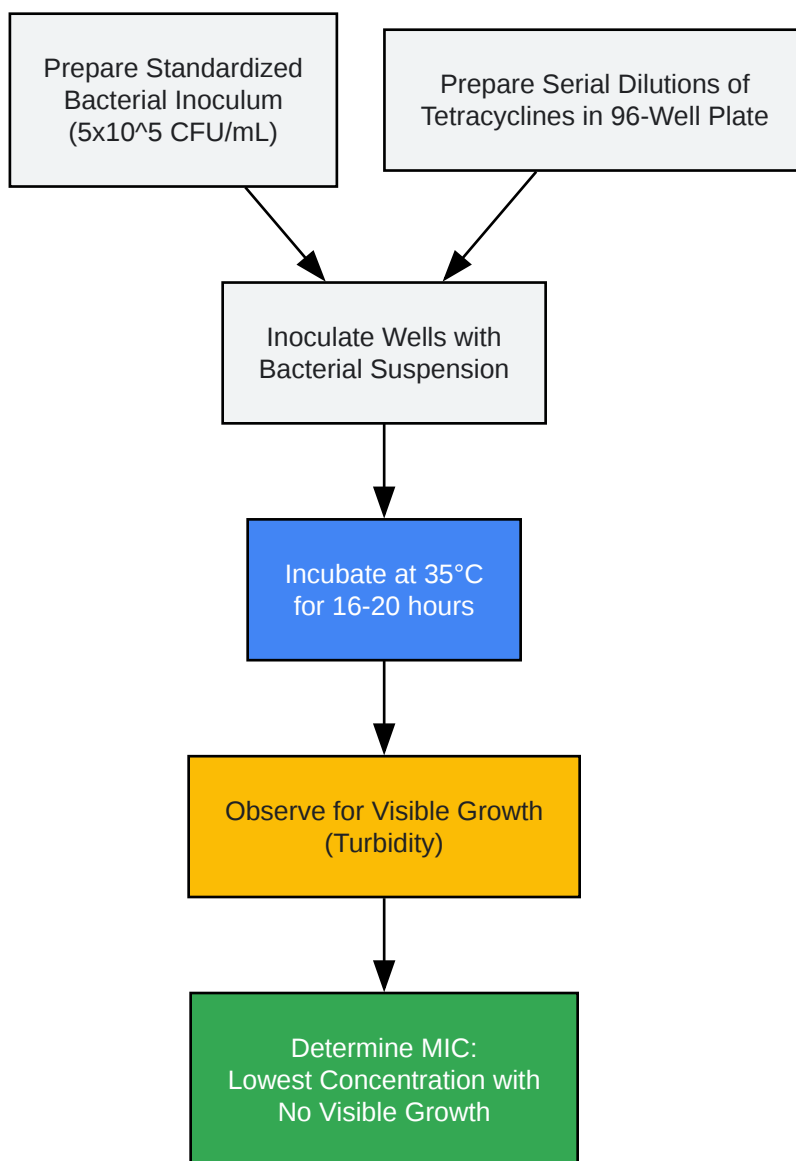 Prepare Standardized
Bacterial Inoculum
(5x10^5 CFU/mL)
Prepare Serial Dilutions of
Tetracyclines in 96-Well Plate
Inoculate Wells with
Bacterial Suspension
Incubate at 35°C
for 16-20 hours
Observe for Visible Growth
(Turbidity)
Determine MIC:
Lowest Concentration with
No Visible Growth